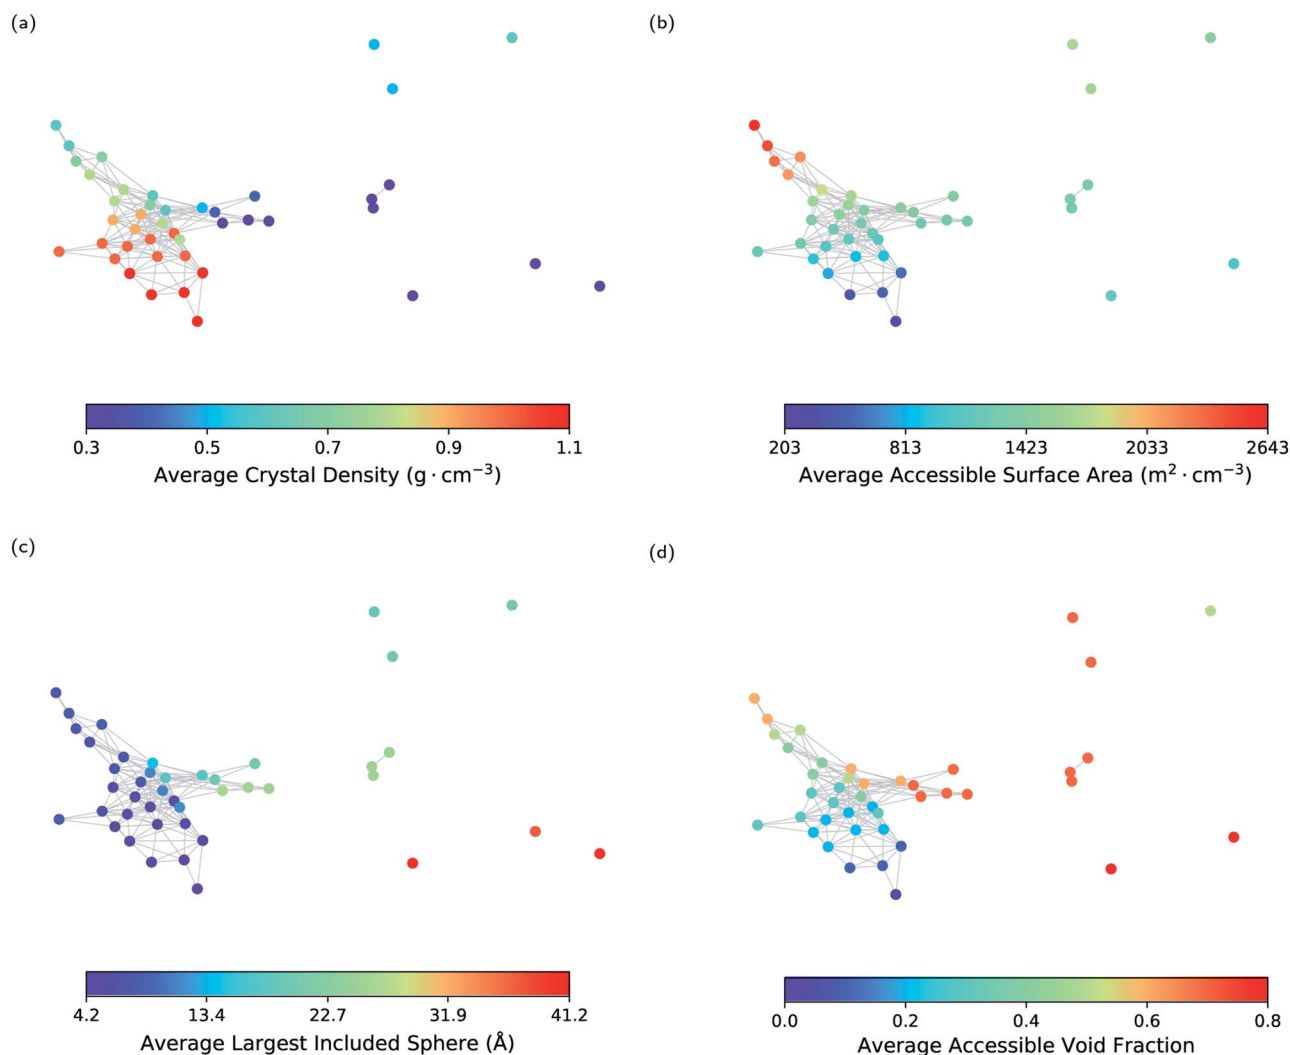 (a)
(b)
0.3 0.5 0.7 0.9 1.1
Average Crystal Density (g · cm⁻³)
203 813 1423 2033 2643
Average Accessible Surface Area (m² · cm⁻³)
(c)
(d)
4.2 13.4 22.7 31.9 41.2
Average Largest Included Sphere (Å)
0.0 0.2 0.4 0.6 0.8
Average Accessible Void Fraction